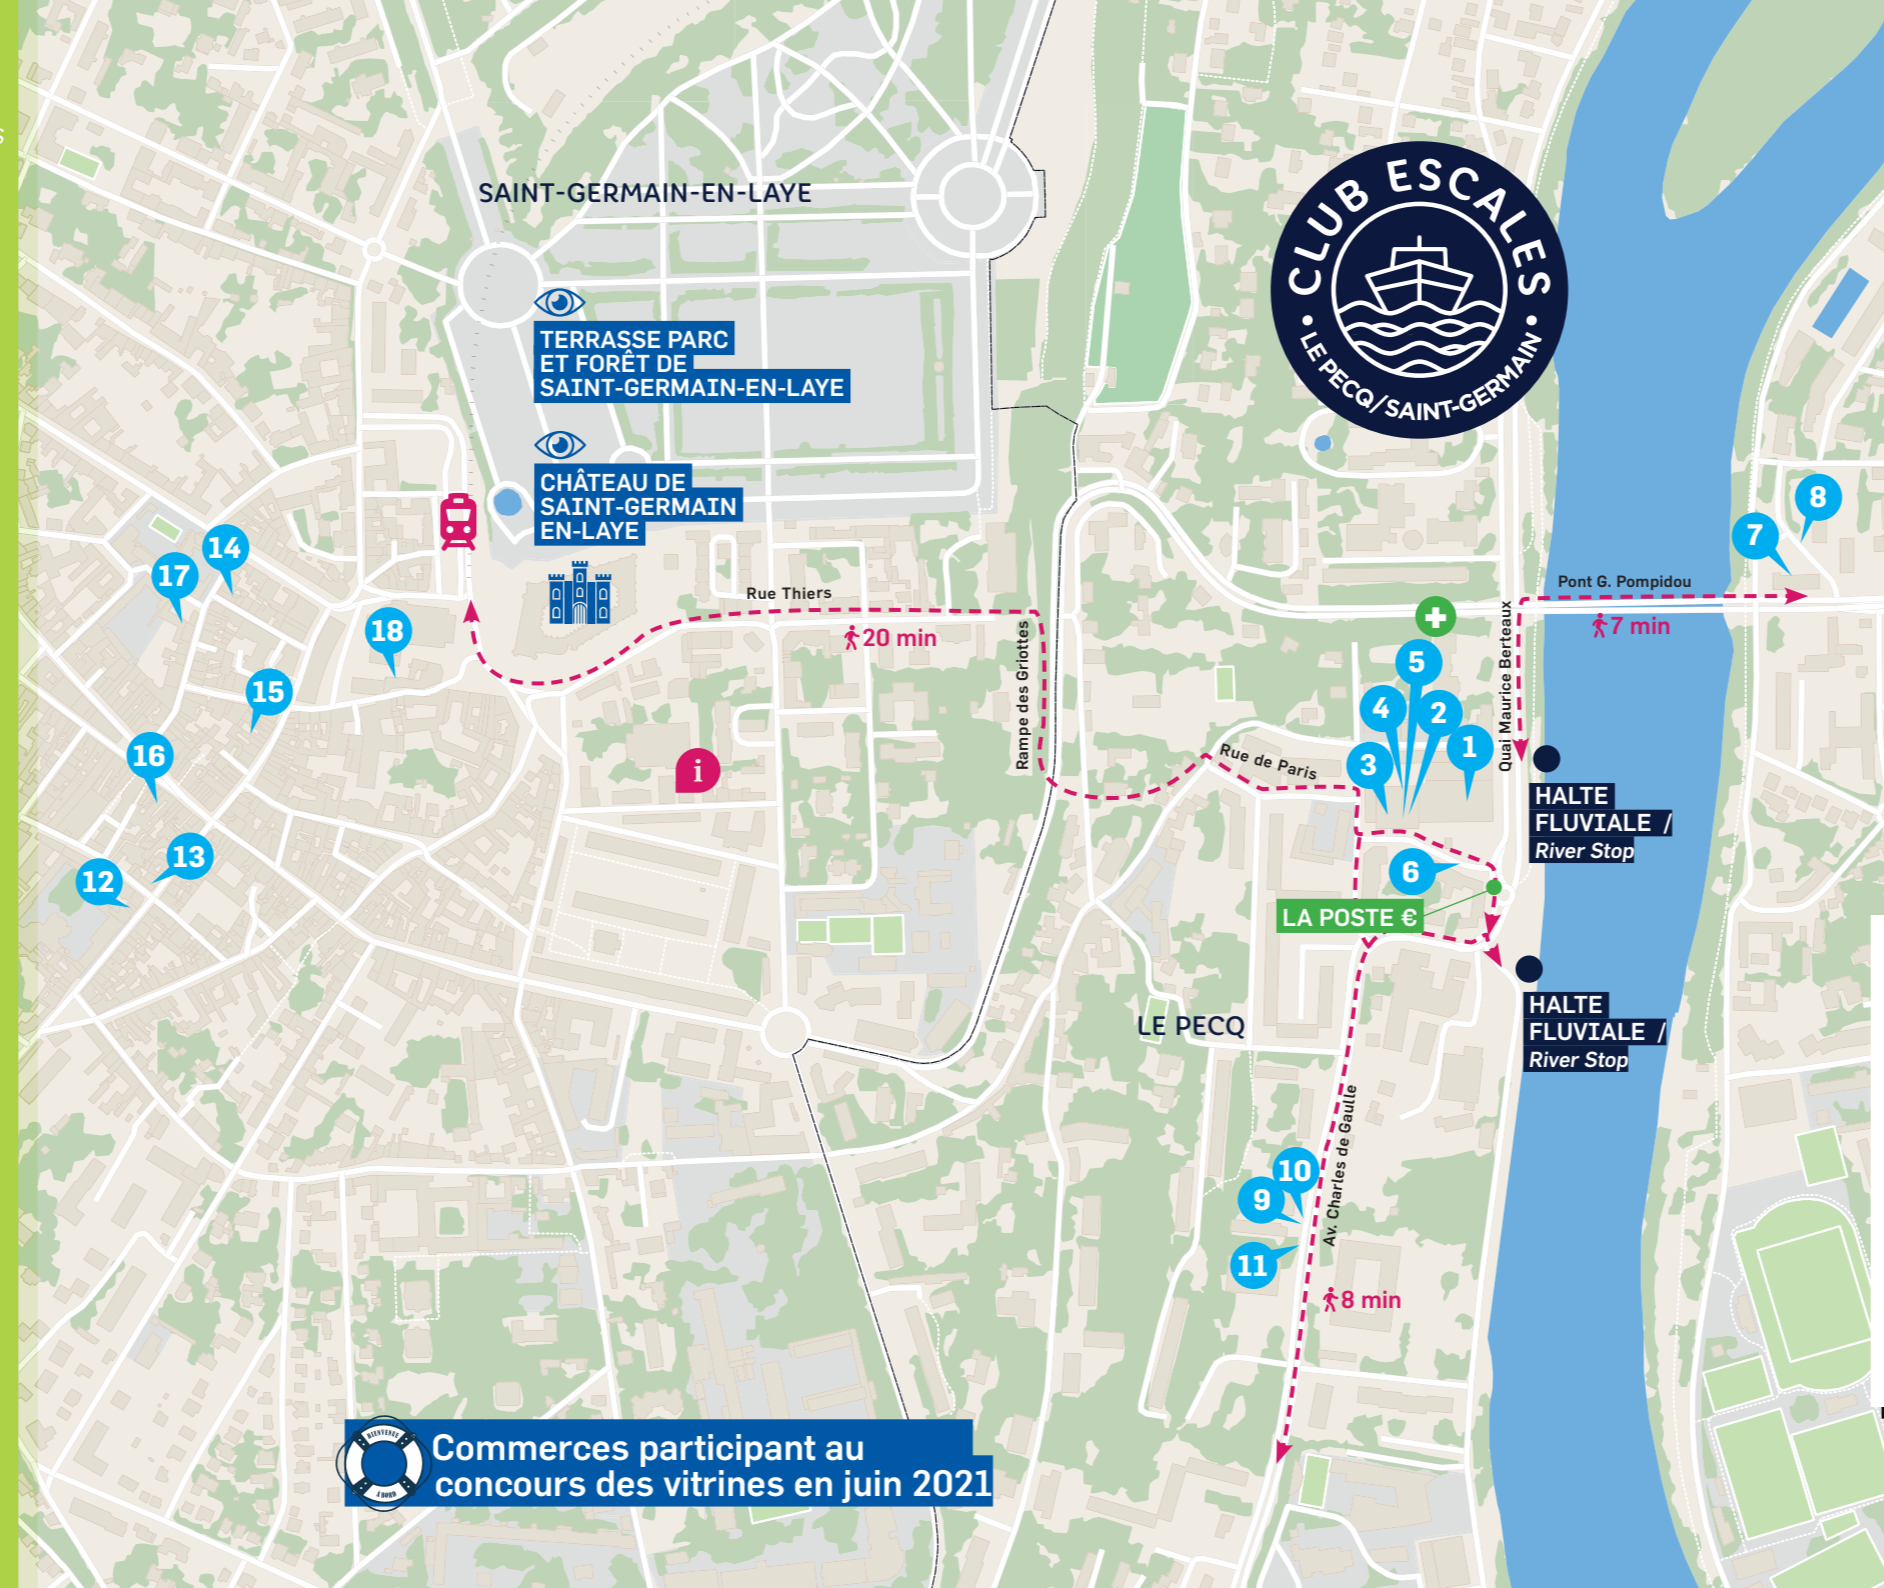 SAINT-GERMAIN-EN-LAYE
CLUB ESCALES
• LE PECQ/SAINT-GERMAIN •
TERRASSE PARC
ET FORÊT DE
SAINT-GERMAIN-EN-LAYE
CHÂTEAU DE
SAINT-GERMAIN
EN-LAYE
8
7
14
17
18
15
16
13
12
Rue Thiers
20 min
Rampe des Griottes
i
Pont G. Pompidou
7 min
Quai Maurice Berteaux
5
4
2
1
3
Rue de Paris
6
HALTE
FLUVIALE /
River Stop
LA POSTE €
HALTE
FLUVIALE /
River Stop
LE PECQ
Av. Charles de Gaulle
10
9
11
8 min
BIENVENUE
À BORD
Commerces participant au
concours des vitrines en juin 2021